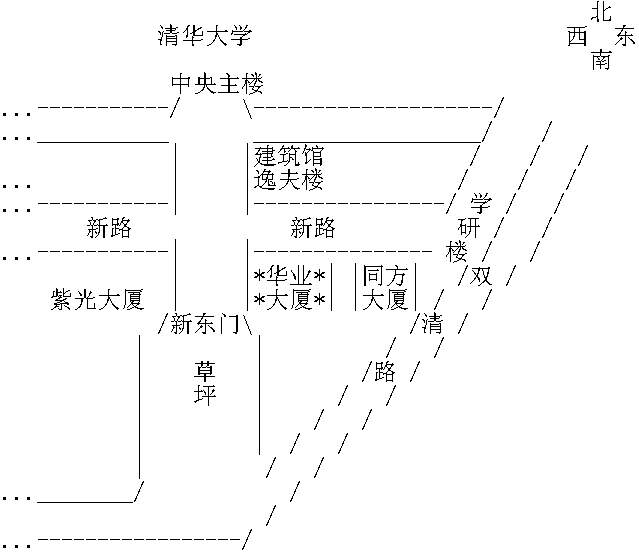 北
西 东
南
清华大学
中央主楼
建筑馆
逸夫楼
新路 新路
学
研
楼
*华业*
*大厦*
同方
大厦
紫光大厦
新东门
双
清
路
草
坪